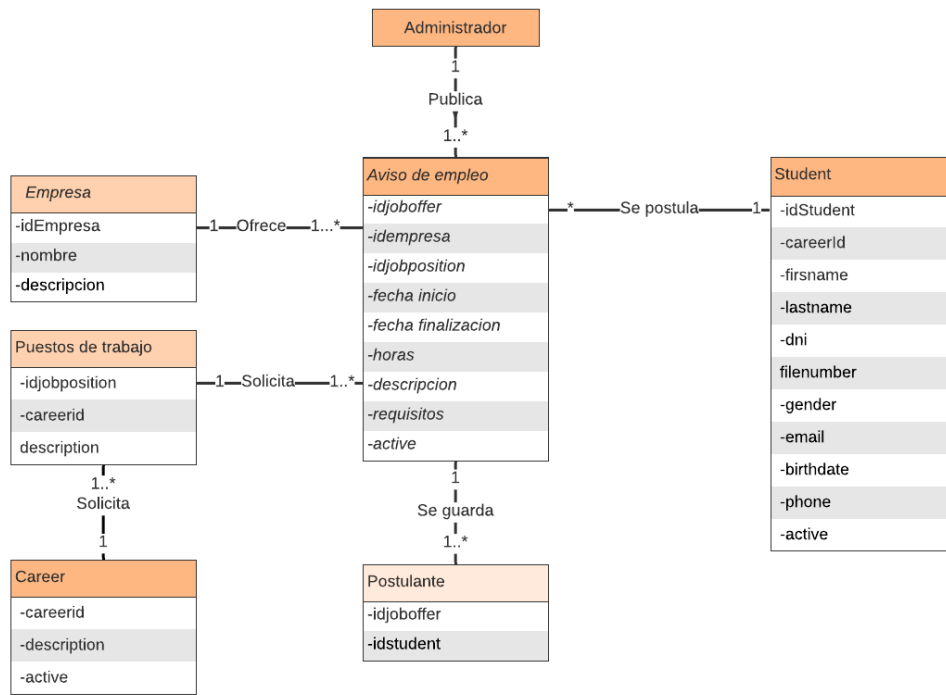 Administrador
1
Publica
1..*
Empresa
-idEmpresa
-nombre
-descripcion
1
Ofrece
1...*
Aviso de empleo
-idjoboffer
-idempresa
-idjobposition
-fecha inicio
-fecha finalizacion
-horas
-descripcion
-requisitos
-active
*
Se postula
1
Student
-idStudent
-careerId
-firsname
-lastname
-dni
filenumber
-gender
-email
-birthdate
-phone
-active
Puestos de trabajo
-idjobposition
-careerid
description
1
Solicita
1..*
1..*
Solicita
1
Career
-careerid
-description
-active
1
Se guarda
1..*
Postulante
-idjoboffer
-idstudent